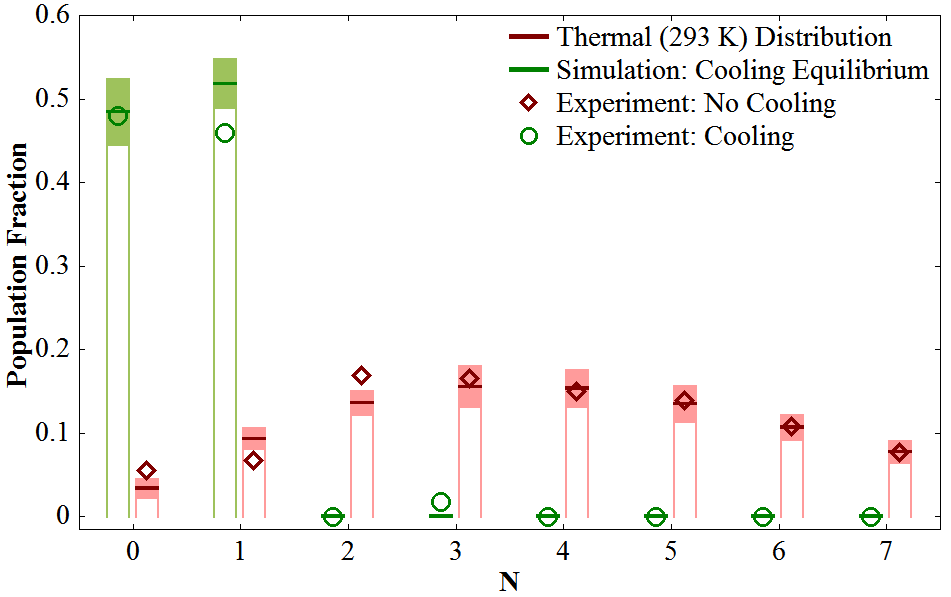 0.6
0.5
0.4
0.3
0.2
0.1
0
Population Fraction
Thermal (293 K) Distribution
Simulation: Cooling Equilibrium
Experiment: No Cooling
Experiment: Cooling
0 1 2 3 4 5 6 7
N